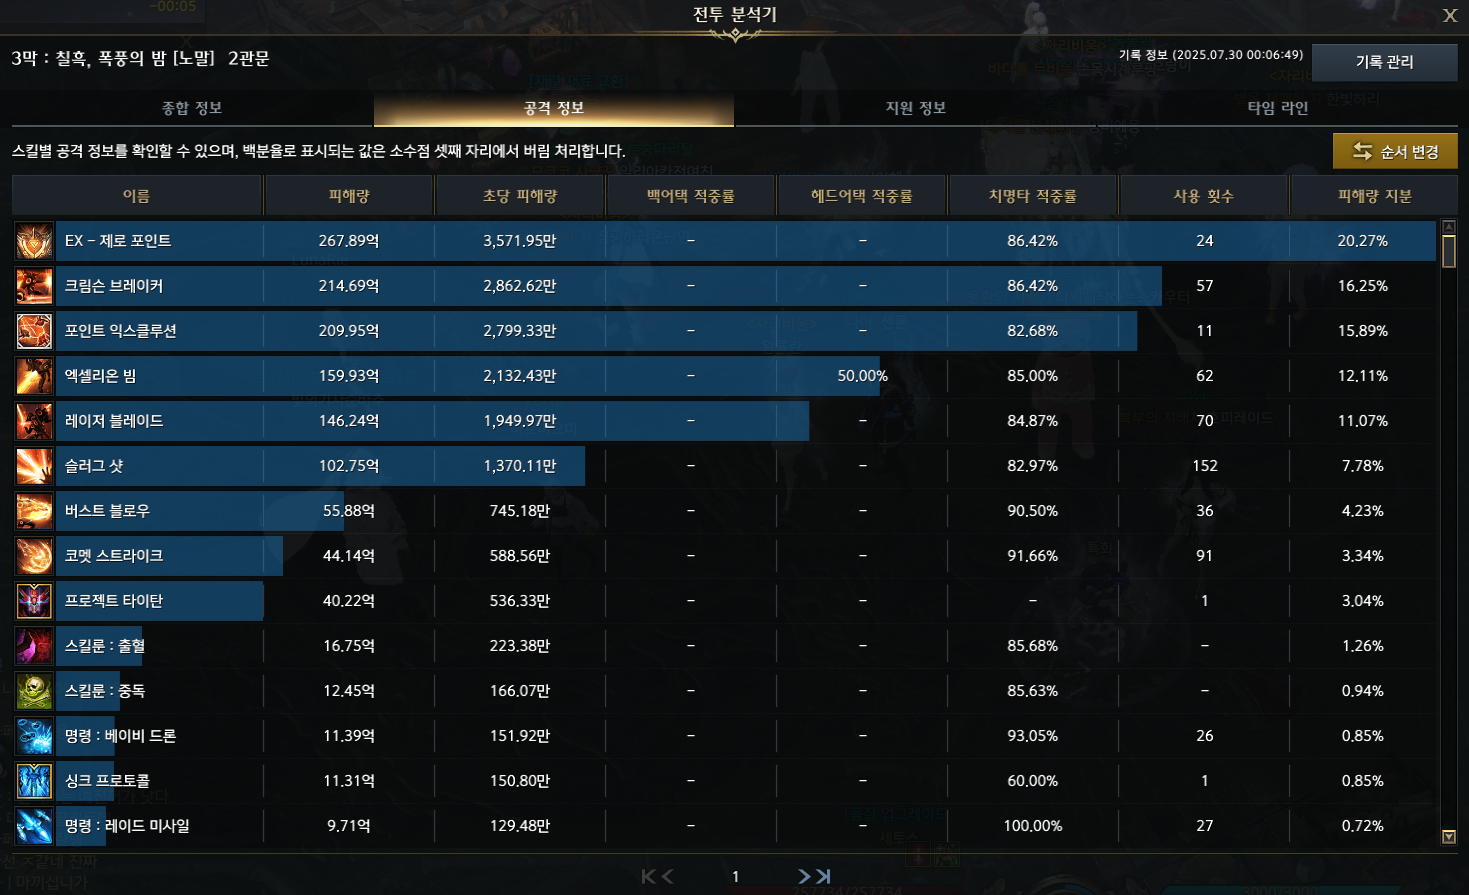 -00:05
전투 분석기
X
3막 : 칠흑, 폭풍의 밤 [노말] 2관문
기록 정보 (2025.07.30 00:06:49)
기록 관리
종합 정보 공격 정보 지원 정보 타임 라인
스킬별 공격 정보를 확인할 수 있으며, 백분율로 표시되는 값은 소수점 셋째 자리에서 버림 처리합니다.
순서 변경
이름 피해량 초당 피해량 백어택 적중률 헤드어택 적중률 치명타 적중률 사용 횟수 피해량 지분
EX - 제로 포인트 267.89억 3,571.95만 - - 86.42% 24 20.27%
크림슨 브레이커 214.69억 2,862.62만 - - 86.42% 57 16.25%
포인트 익스클루션 209.95억 2,799.33만 - - 82.68% 11 15.89%
엑셀리온 빔 159.93억 2,132.43만 - 50.00% 85.00% 62 12.11%
레이저 블레이드 146.24억 1,949.97만 - - 84.87% 70 11.07%
슬러그 샷 102.75억 1,370.11만 - - 82.97% 152 7.78%
버스트 블로우 55.88억 745.18만 - - 90.50% 36 4.23%
코멧 스트라이크 44.14억 588.56만 - - 91.66% 91 3.34%
프로젝트 타이탄 40.22억 536.33만 - - - 1 3.04%
스킬룬 : 출혈 16.75억 223.38만 - - 85.68% - 1.26%
스킬룬 : 중독 12.45억 166.07만 - - 85.63% - 0.94%
명령 : 베이비 드론 11.39억 151.92만 - - 93.05% 26 0.85%
싱크 프로토콜 11.31억 150.80만 - - 60.00% 1 0.85%
명령 : 레이드 미사일 9.71억 129.48만 - - 100.00% 27 0.72%
1